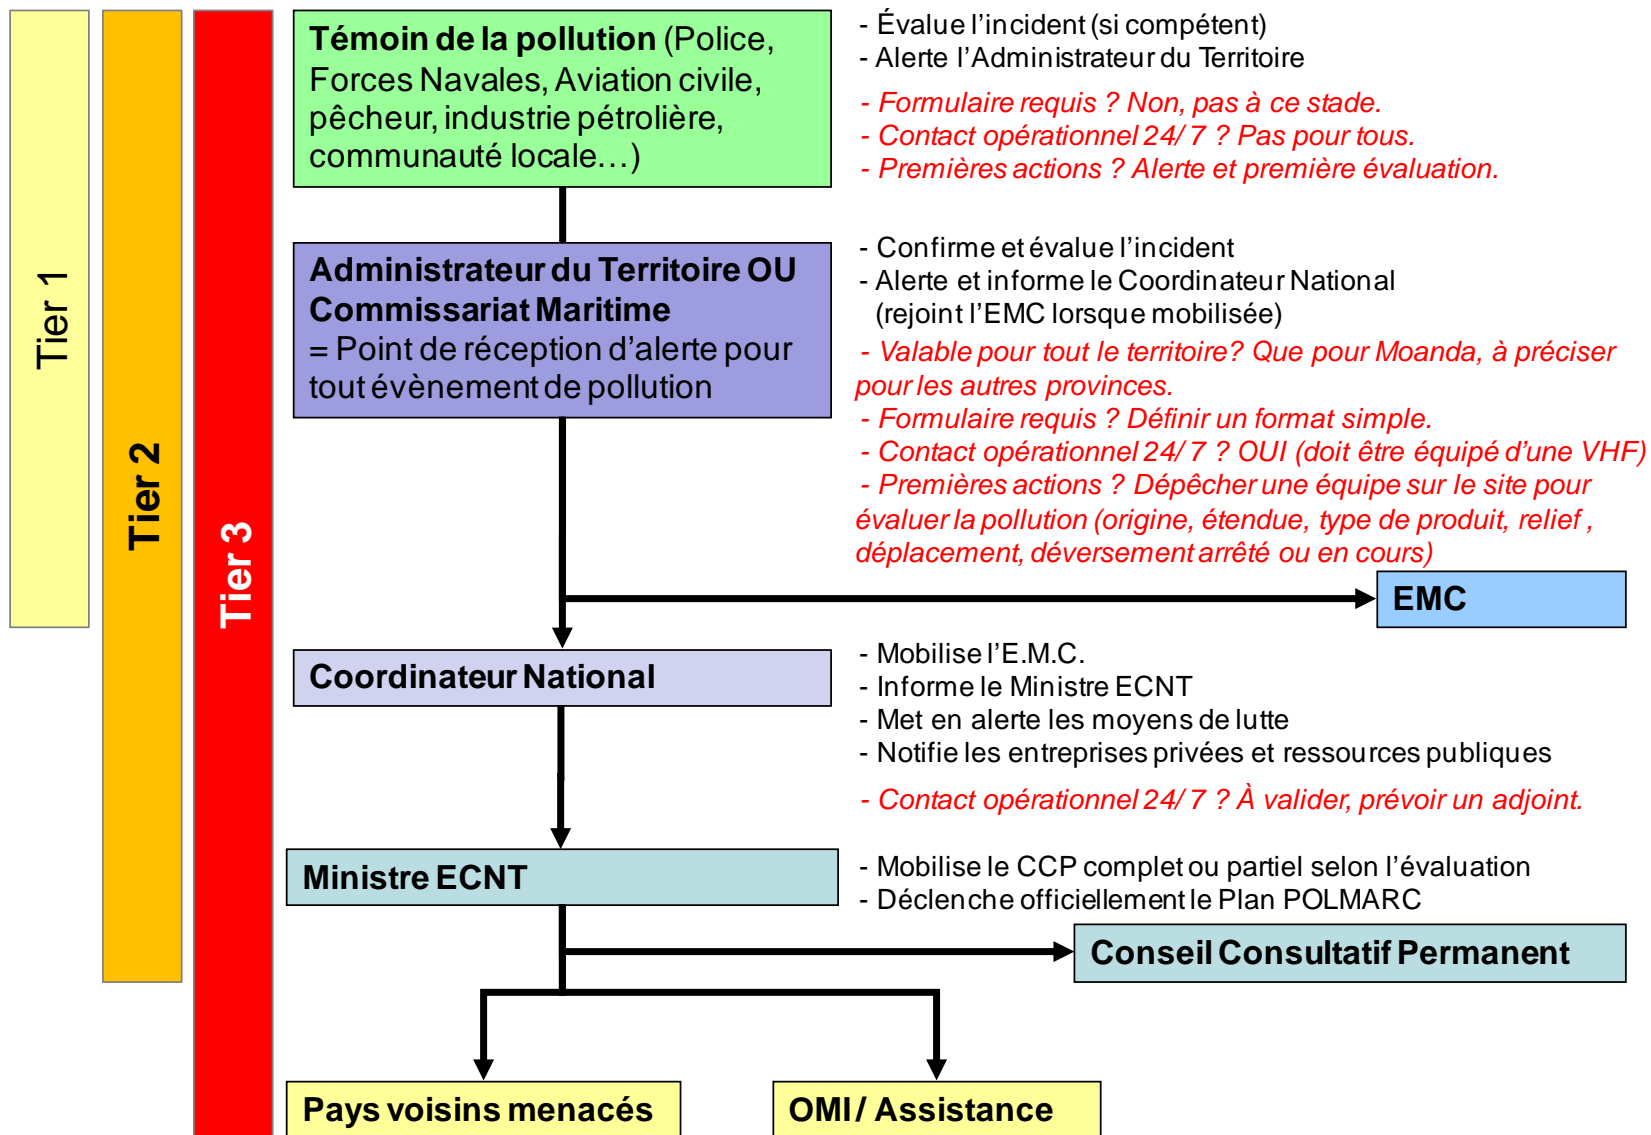 Tier 1
Tier 2
Tier 3
Témoin de la pollution (Police,
Forces Navales, Aviation civile,
pêcheur, industrie pétrolière,
communauté locale…)
- Évalue l’incident (si compétent)
- Alerte l’Administrateur du Territoire
- Formulaire requis ? Non, pas à ce stade.
- Contact opérationnel 24/ 7 ? Pas pour tous.
- Premières actions ? Alerte et première évaluation.
Administrateur du Territoire OU
Commissariat Maritime
= Point de réception d’alerte pour
tout évènement de pollution
- Confirme et évalue l’incident
- Alerte et informe le Coordinateur National
(rejoint l’EMC lorsque mobilisée)
- Valable pour tout le territoire? Que pour Moanda, à préciser
pour les autres provinces.
- Formulaire requis ? Définir un format simple.
- Contact opérationnel 24/ 7 ? OUI (doit être équipé d’une VHF)
- Premières actions ? Dépêcher une équipe sur le site pour
évaluer la pollution (origine, étendue, type de produit, relief ,
déplacement, déversement arrêté ou en cours)
EMC
Coordinateur National
- Mobilise l’E.M.C.
- Informe le Ministre ECNT
- Met en alerte les moyens de lutte
- Notifie les entreprises privées et ressources publiques
- Contact opérationnel 24/ 7 ? À valider, prévoir un adjoint.
Ministre ECNT
- Mobilise le CCP complet ou partiel selon l’évaluation
- Déclenche officiellement le Plan POLMARC
Conseil Consultatif Permanent
Pays voisins menacés
OMI / Assistance